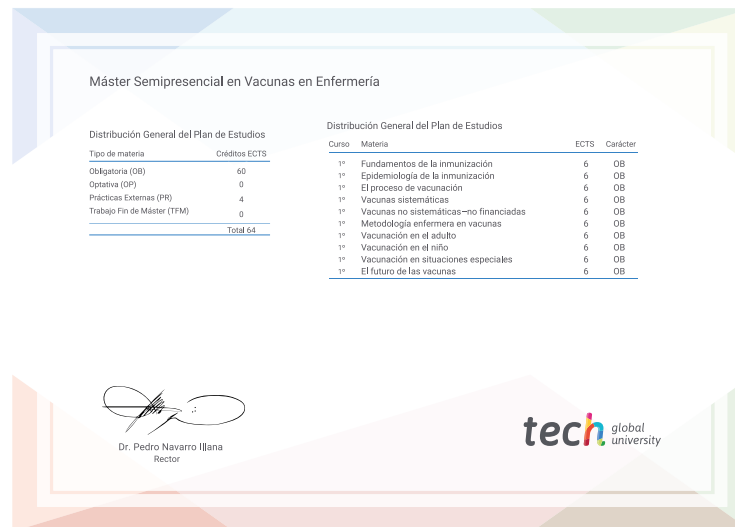 Máster Semipresencial en Vacunas en Enfermería
Distribución General del Plan de Estudios
Tipo de materia Créditos ECTS
Obligatoria (OB) 60
Optativa (OP) 0
Prácticas Externas (PR) 4
Trabajo Fin de Máster (TFM) 0
Total 64
Distribución General del Plan de Estudios
Curso Materia ECTS Carácter
1º Fundamentos de la inmunización 6 OB
1º Epidemiología de la inmunización 6 OB
1º El proceso de vacunación 6 OB
1º Vacunas sistemáticas 6 OB
1º Vacunas no sistemáticas–no financiadas 6 OB
1º Metodología enfermera en vacunas 6 OB
1º Vacunación en el adulto 6 OB
1º Vacunación en el niño 6 OB
1º Vacunación en situaciones especiales 6 OB
1º El futuro de las vacunas 6 OB
Dr. Pedro Navarro Illana
Rector
tech global university